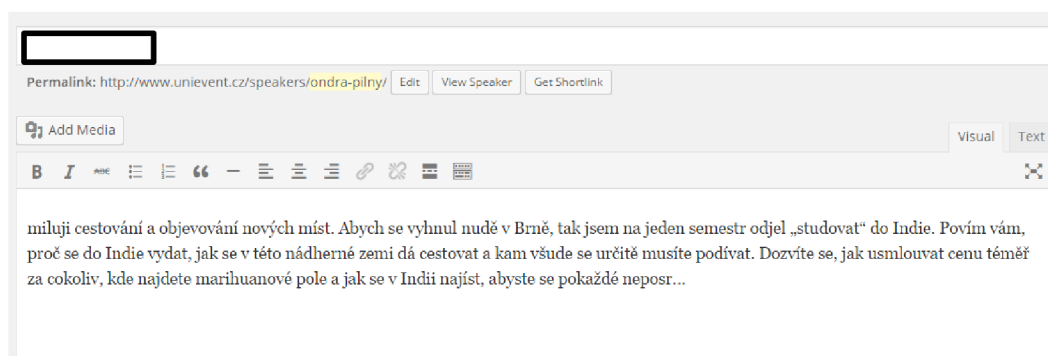 Permalink: http://www.unievent.cz/speakers/ondra-pilny/ Edit View Speaker Get Shortlink
Add Media
Visual Text
B I ABC
miluji cestování a objevování nových míst. Abych se vyhnul nudě v Brně, tak jsem na jeden semestr odjel „studovat“ do Indie. Povím vám,
proč se do Indie vydat, jak se v této nádherné zemi dá cestovat a kam všude se určitě musíte podívat. Dozvíte se, jak usmlouvat cenu téměř
za cokoliv, kde najdete marihuanové pole a jak se v Indii najíst, abyste se pokaždé neposr...